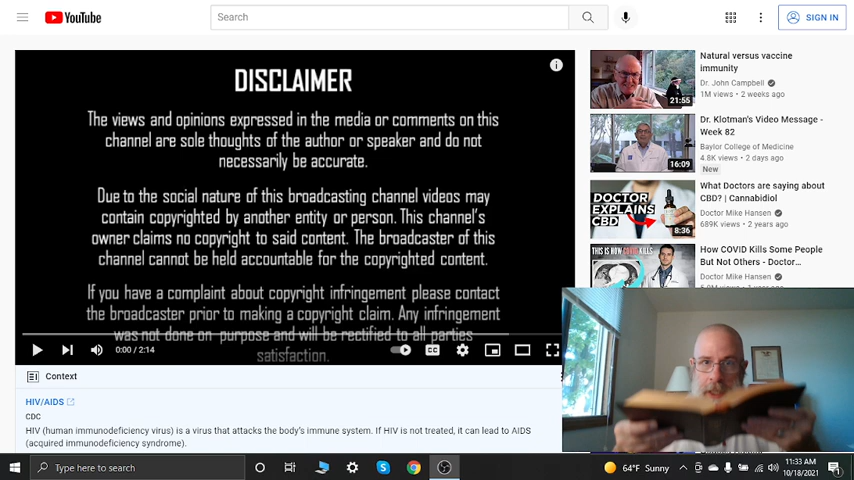 YouTube
Search
SIGN IN
DISCLAIMER
The views and opinions expressed in the media or comments on this
channel are sole thoughts of the author or speaker and do not
necessarily be accurate.
Due to the social nature of this broadcasting channel videos may
contain copyrighted by another entity or person. This channel's
owner claims no copyright to said content. The broadcaster of this
channel cannot be held accountable for the copyrighted content.
If you have a complaint about copyright infringement please contact
the broadcaster prior to making a copyright claim. Any infringement
was not done on purpose and will be rectified to all parties
satisfaction.
0:00 / 2:14
CC
Context
HIV/AIDS
CDC
HIV (human immunodeficiency virus) is a virus that attacks the body's immune system. If HIV is not treated, it can lead to AIDS
(acquired immunodeficiency syndrome).
21:55
Natural versus vaccine
immunity
Dr. John Campbell
1M views • 2 weeks ago
16:09
Dr. Klotman's Video Message -
Week 82
Baylor College of Medicine
4.8K views • 2 days ago
New
DOCTOR
EXPLAINS
CBD
8:36
What Doctors are saying about
CBD? | Cannabidiol
Doctor Mike Hansen
689K views • 2 years ago
THIS IS HOW COVID KILLS
How COVID Kills Some People
But Not Others - Doctor...
Doctor Mike Hansen
Type here to search
64°F Sunny
11:33 AM
10/18/2021